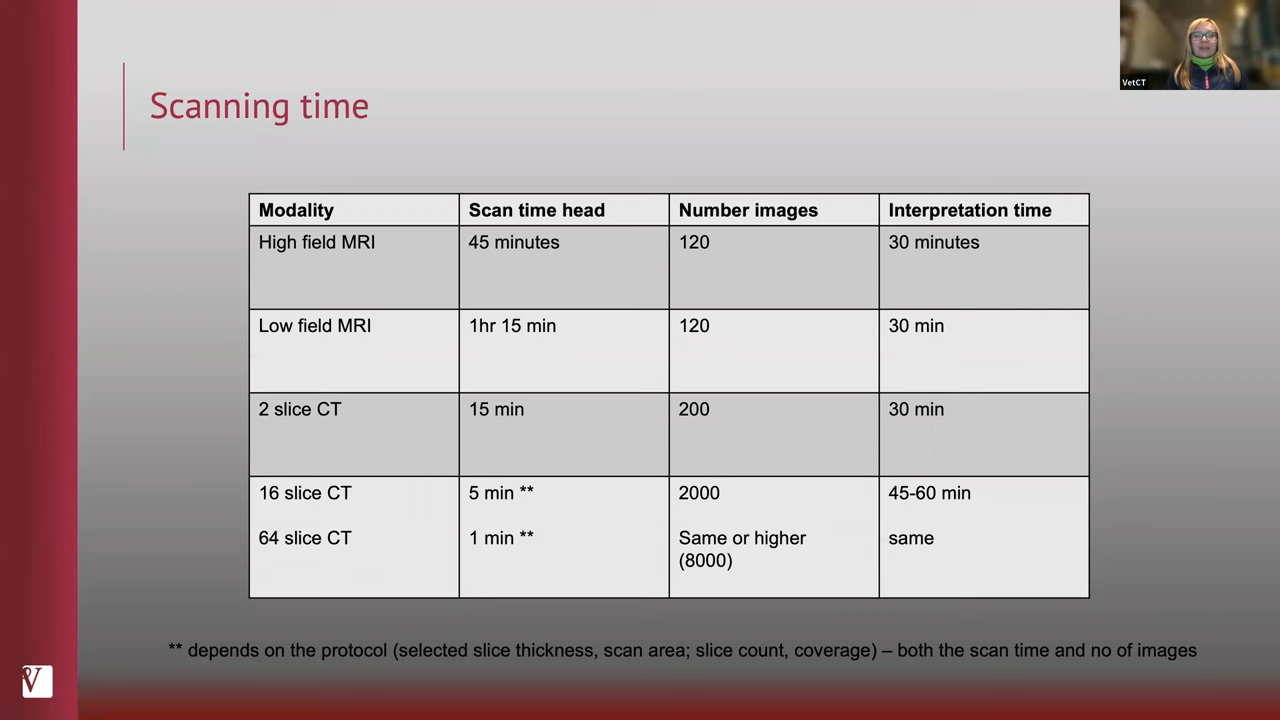 VetCT
Scanning time
Modality Scan time head Number images Interpretation time
High field MRI 45 minutes 120 30 minutes
Low field MRI 1hr 15 min 120 30 min
2 slice CT 15 min 200 30 min
16 slice CT 5 min ** 2000 45-60 min
64 slice CT 1 min ** Same or higher same
(8000)
** depends on the protocol (selected slice thickness, scan area; slice count, coverage) – both the scan time and no of images
V